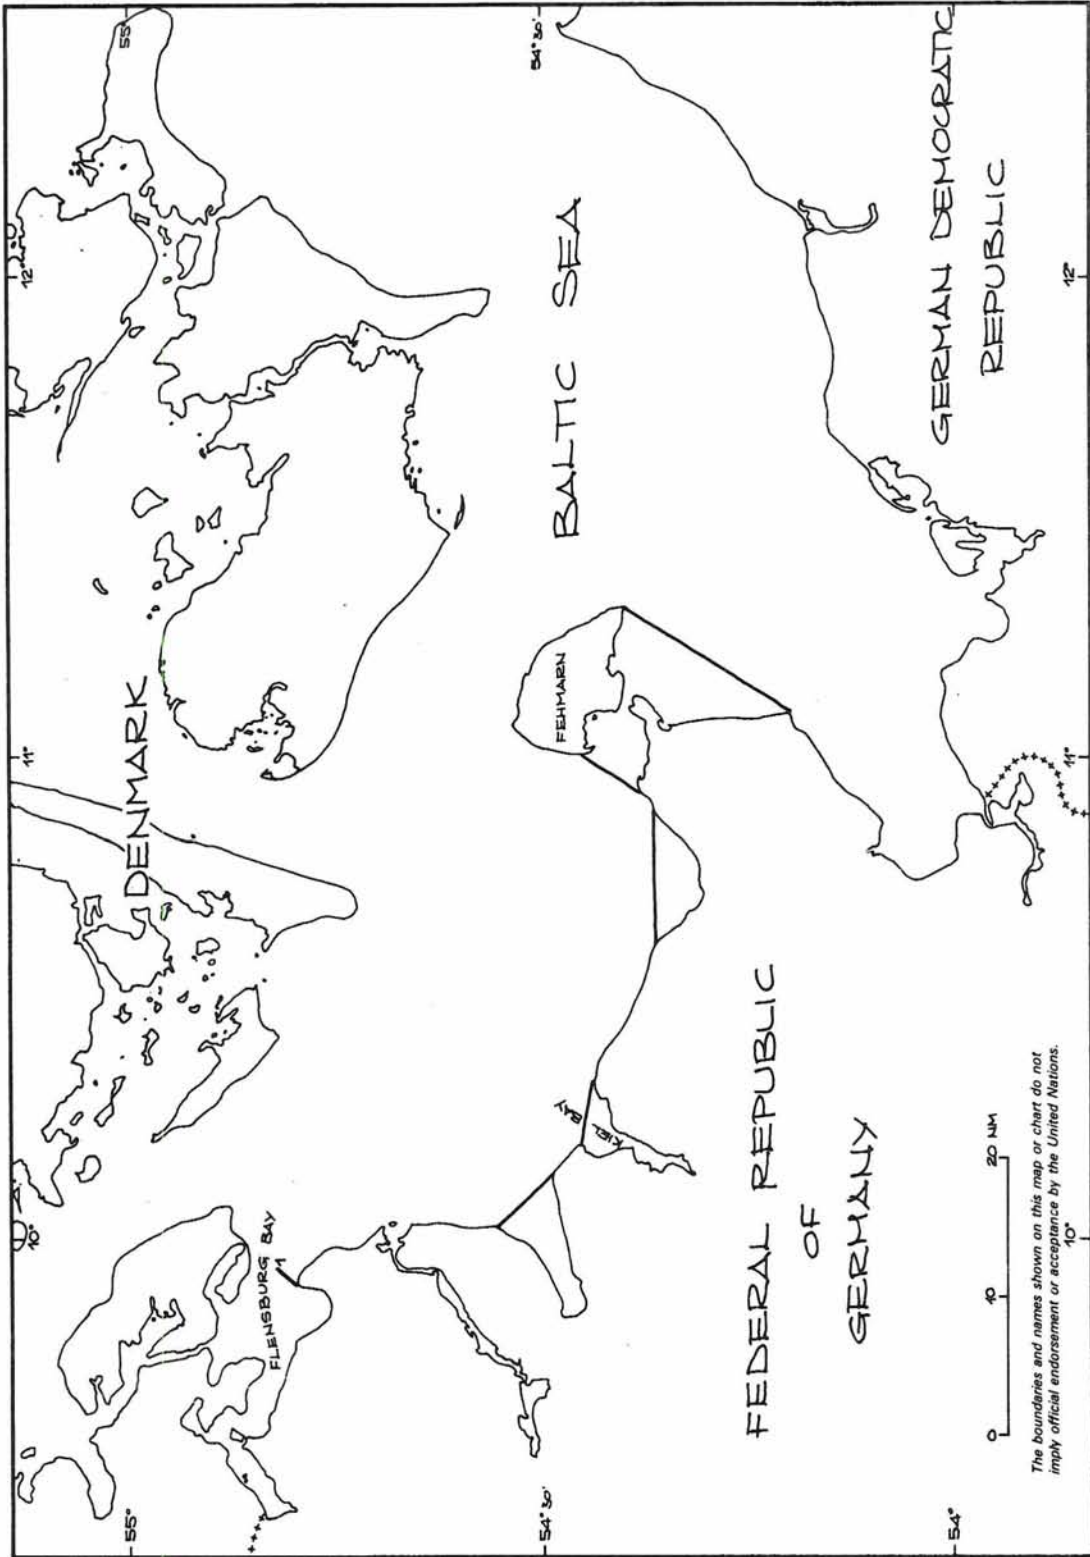 10° 11° 12°
55° DENMARK 55°
FLENSBURG BAY
54° 30' 54° 30'
BALTIC SEA
FEHMARN
KIEL BAY
FEDERAL REPUBLIC
OF
GERMANY
GERMAN DEMOCRATIC
REPUBLIC
54° 54°
0 10 20 NM
The boundaries and names shown on this map or chart do not
imply official endorsement or acceptance by the United Nations.
10° 11° 12°